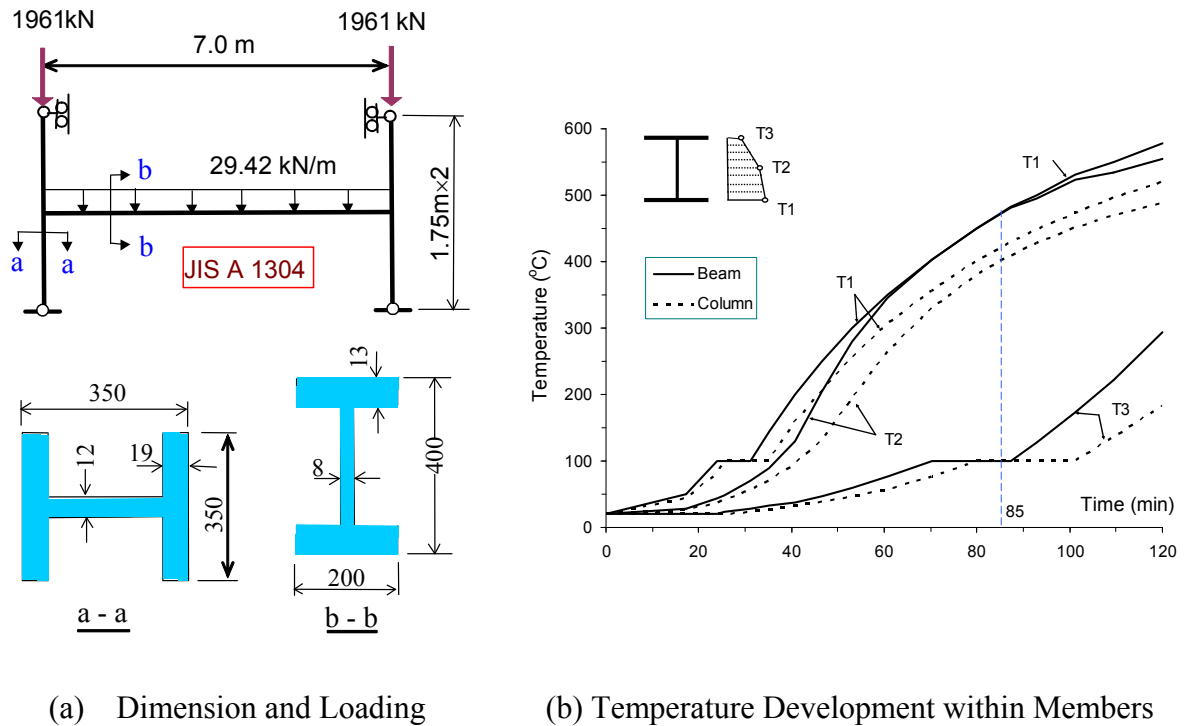 1961kN
1961 kN
7.0 m
29.42 kN/m
b
b
a
a
JIS A 1304
1.75m×2
350
12
19
350
a - a
13
8
400
200
b - b
(a) Dimension and Loading
Temperature (°C)
600
500
400
300
200
100
0
0
20
40
60
80
100
120
Time (min)
85
T3
T2
T1
Beam
Column
T1
T1
T2
T3
(b) Temperature Development within Members